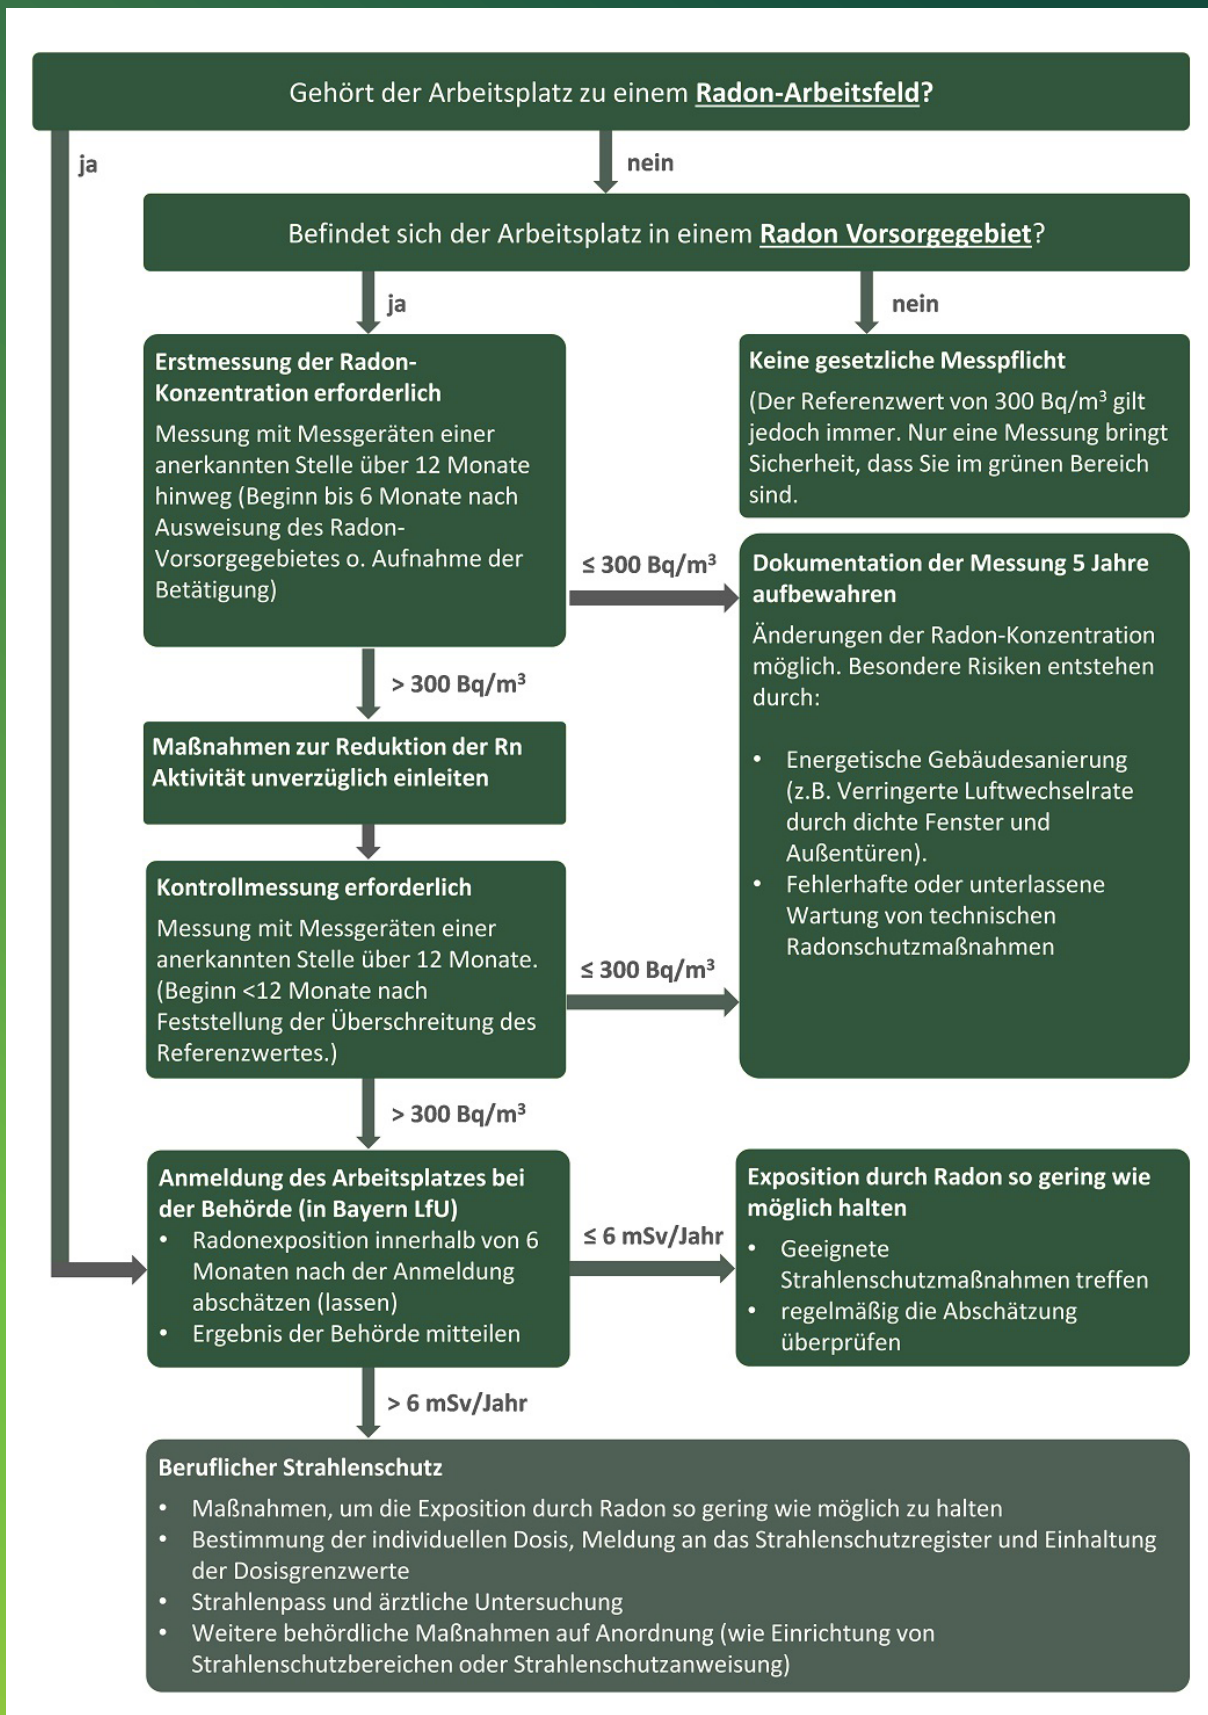 Gehört der Arbeitsplatz zu einem Radon-Arbeitsfeld?
ja
nein
Befindet sich der Arbeitsplatz in einem Radon Vorsorgegebiet?
ja
nein
Erstmessung der Radon-
Konzentration erforderlich
Messung mit Messgeräten einer
anerkannten Stelle über 12 Monate
hinweg (Beginn bis 6 Monate nach
Ausweisung des Radon-
Vorsorgegebietes o. Aufnahme der
Betätigung)
Keine gesetzliche Messpflicht
(Der Referenzwert von 300 Bq/m³ gilt
jedoch immer. Nur eine Messung bringt
Sicherheit, dass Sie im grünen Bereich
sind.
≤ 300 Bq/m³
Dokumentation der Messung 5 Jahre
aufbewahren
Änderungen der Radon-Konzentration
möglich. Besondere Risiken entstehen
durch:
• Energetische Gebäudesanierung
(z.B. Verringerte Luftwechselrate
durch dichte Fenster und
Außentüren).
• Fehlerhafte oder unterlassene
Wartung von technischen
Radonschutzmaßnahmen
> 300 Bq/m³
Maßnahmen zur Reduktion der Rn
Aktivität unverzüglich einleiten
Kontrollmessung erforderlich
Messung mit Messgeräten einer
anerkannten Stelle über 12 Monate.
(Beginn <12 Monate nach
Feststellung der Überschreitung des
Referenzwertes.)
≤ 300 Bq/m³
> 300 Bq/m³
Anmeldung des Arbeitsplatzes bei
der Behörde (in Bayern LfU)
• Radonexposition innerhalb von 6
Monaten nach der Anmeldung
abschätzen (lassen)
• Ergebnis der Behörde mitteilen
≤ 6 mSv/Jahr
Exposition durch Radon so gering wie
möglich halten
• Geeignete
Strahlenschutzmaßnahmen treffen
• regelmäßig die Abschätzung
überprüfen
> 6 mSv/Jahr
Beruflicher Strahlenschutz
• Maßnahmen, um die Exposition durch Radon so gering wie möglich zu halten
• Bestimmung der individuellen Dosis, Meldung an das Strahlenschutzregister und Einhaltung
der Dosisgrenzwerte
• Strahlenpass und ärztliche Untersuchung
• Weitere behördliche Maßnahmen auf Anordnung (wie Einrichtung von
Strahlenschutzbereichen oder Strahlenschutzanweisung)